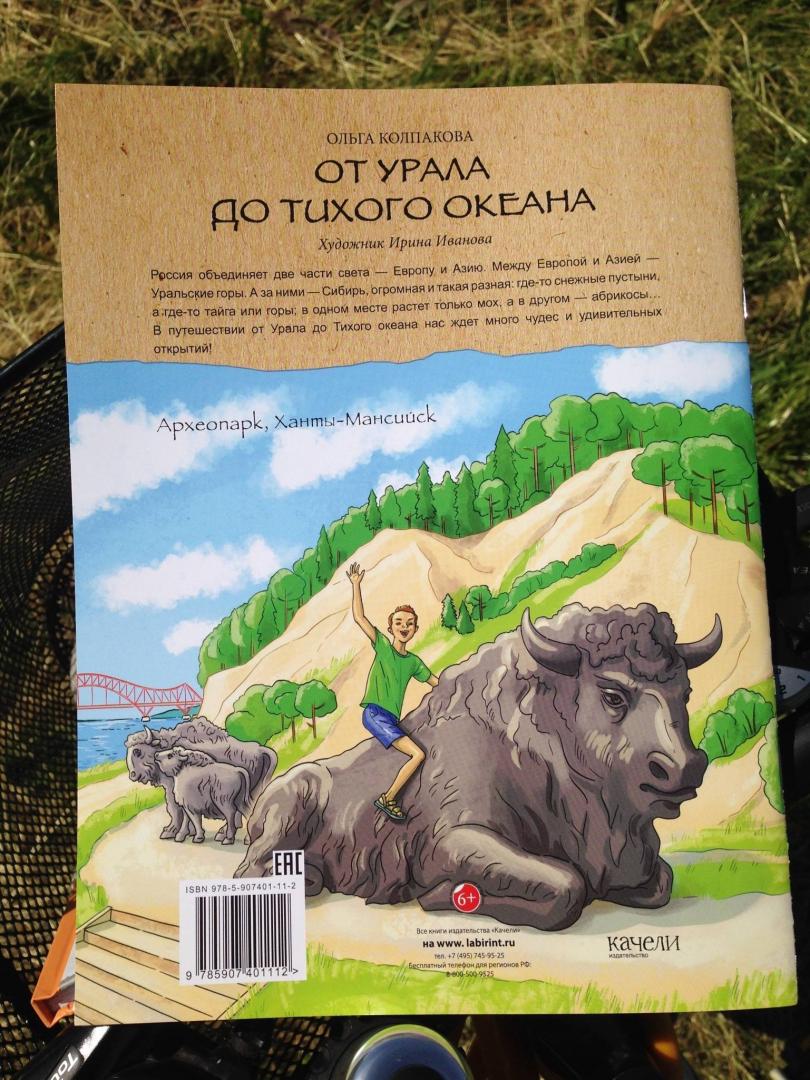 ОЛЬГА КОЛПАКОВА
ОТ УРАЛА
ДО ТИХОГО ОКЕАНА
Художник Ирина Иванова
Россия объединяет две части света — Европу и Азию. Между Европой и Азией —
Уральские горы. А за ними — Сибирь, огромная и такая разная: где-то снежные пустыни,
а где-то тайга или горы; в одном месте растет только мох, а в другом — абрикосы...
В путешествии от Урала до Тихого океана нас ждет много чудес и удивительных
открытий!
Археопарк, Ханты-Мансийск
EAC
ISBN 978-5-907401-11-2
9 785907 401112 >
6+
Все книги издательства «Качели»
на www. labirint.ru
тел. +7 (495) 745-95-25
Бесплатный телефон для регионов РФ:
8-800-500-9525
качели
издательство